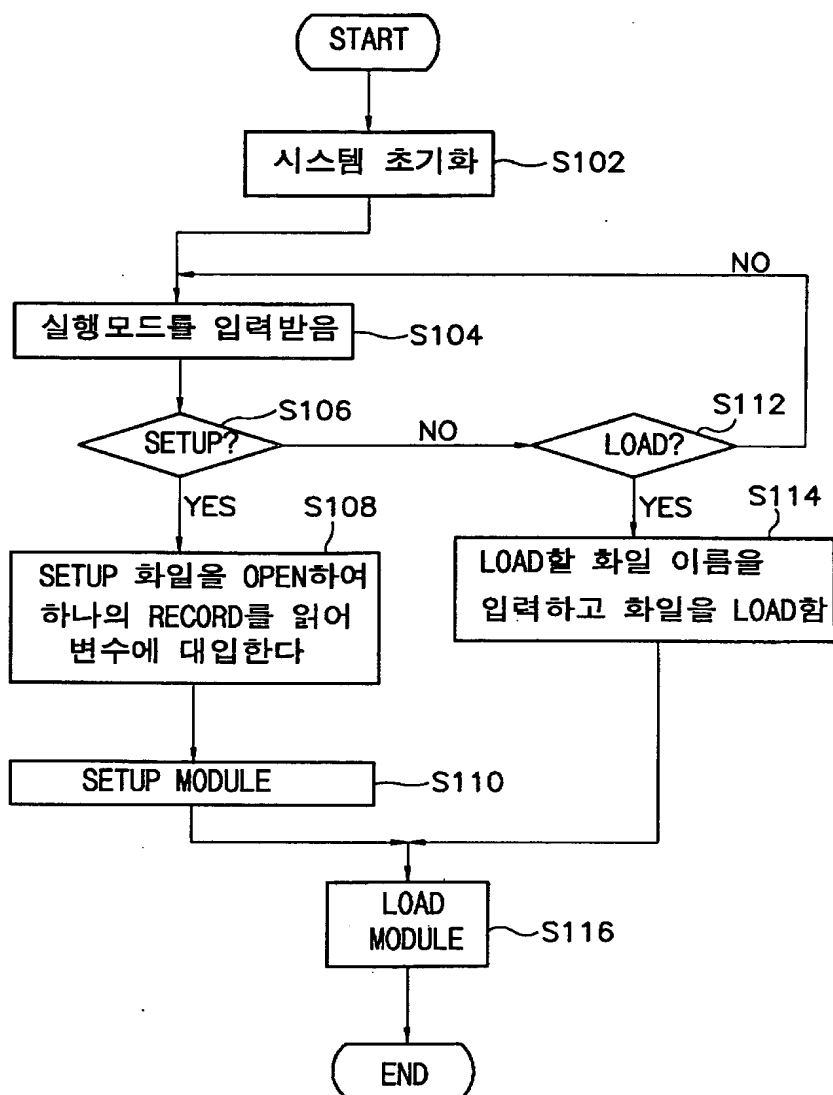 START
시스템 초기화
S102
NO
실행모드를 입력받음
S104
S106
SETUP?
NO
S112
LOAD?
YES
S108
YES
S114
SETUP 화일을 OPEN하여
하나의 RECORD를 읽어
변수에 대입한다
LOAD할 화일 이름을
입력하고 화일을 LOAD함
SETUP MODULE
S110
LOAD
MODULE
S116
END